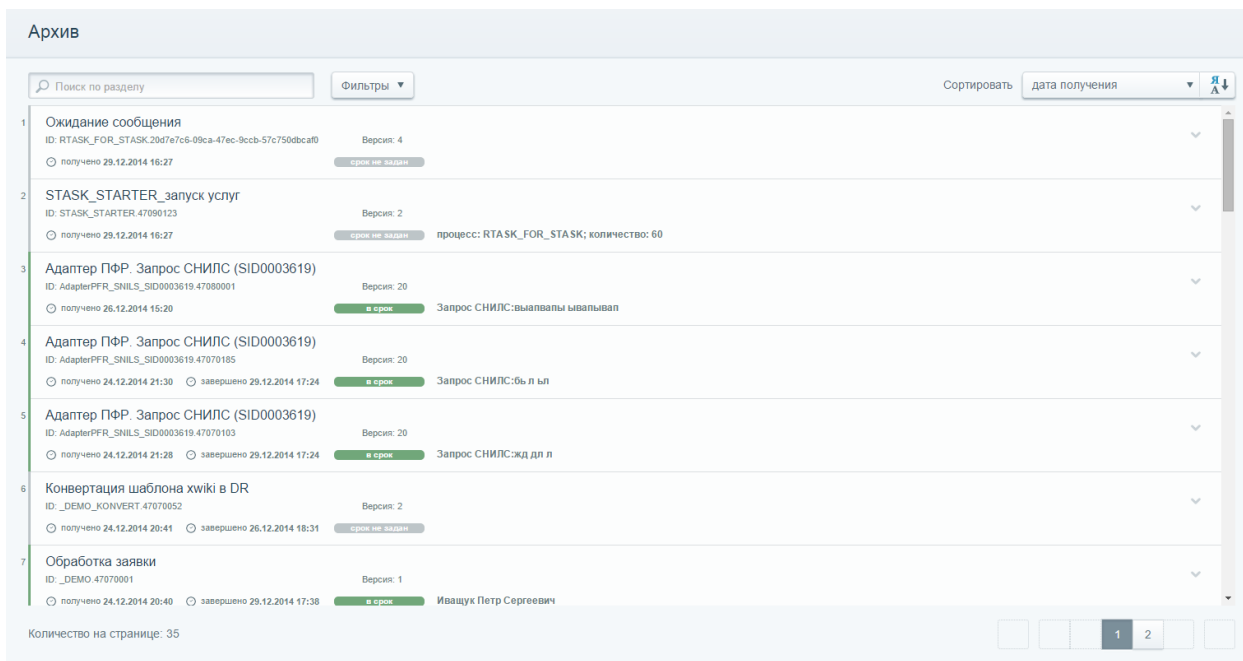 Архив
Поиск по разделу Фильтры Сортировать дата получения Я А
1 Ожидание сообщения
ID: RTASK_FOR_STASK.20d7e7c6-09ca-47ec-9ccb-57c750dbcaf0 Версия: 4
получено 29.12.2014 16:27 срок не задан
2 STASK_STARTER_запуск услуг
ID: STASK_STARTER.47090123 Версия: 2
получено 29.12.2014 16:27 срок не задан процесс: RTASK_FOR_STASK; количество: 60
3 Адаптер ПФР. Запрос СНИЛС (SID0003619)
ID: AdapterPFR_SNILS_SID0003619.47080001 Версия: 20
получено 26.12.2014 15:20 в срок Запрос СНИЛС:выапвапы ывапывап
4 Адаптер ПФР. Запрос СНИЛС (SID0003619)
ID: AdapterPFR_SNILS_SID0003619.47070185 Версия: 20
получено 24.12.2014 21:30 завершено 29.12.2014 17:24 в срок Запрос СНИЛС:бь л ьл
5 Адаптер ПФР. Запрос СНИЛС (SID0003619)
ID: AdapterPFR_SNILS_SID0003619.47070103 Версия: 20
получено 24.12.2014 21:28 завершено 29.12.2014 17:24 в срок Запрос СНИЛС:жд дл л
6 Конвертация шаблона xwiki в DR
ID: _DEMO_KONVERT.47070052 Версия: 2
получено 24.12.2014 20:41 завершено 26.12.2014 18:31 срок не задан
7 Обработка заявки
ID: _DEMO.47070001 Версия: 1
получено 24.12.2014 20:40 завершено 29.12.2014 17:38 в срок Иващук Петр Сергеевич
Количество на странице: 35 1 2